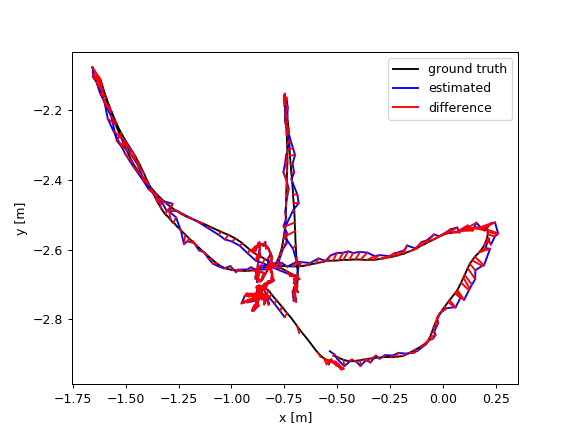 ground truth
estimated
difference
y [m]
−2.2
−2.4
−2.6
−2.8
−1.75 −1.50 −1.25 −1.00 −0.75 −0.50 −0.25 0.00 0.25
x [m]